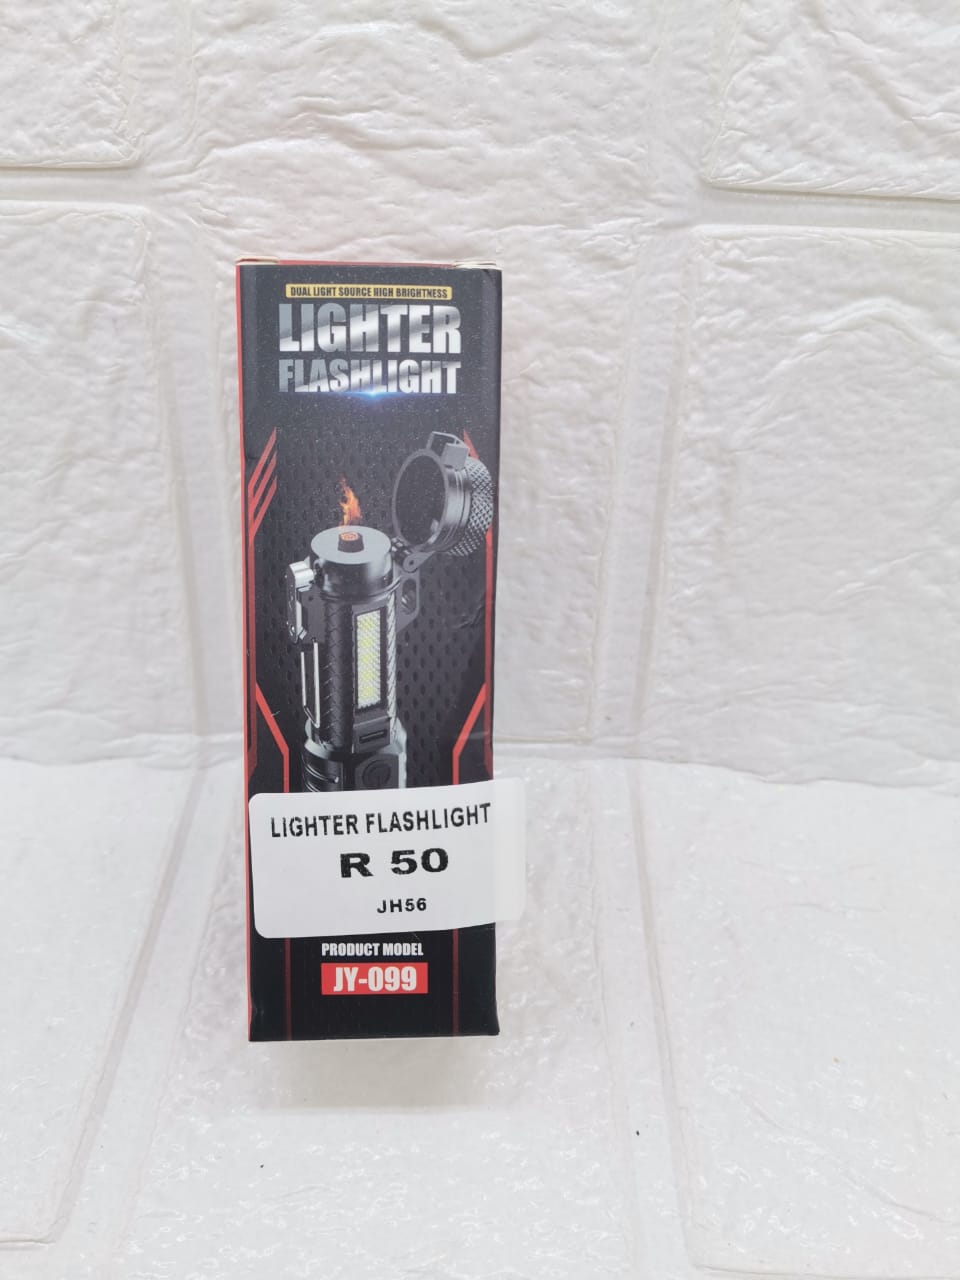 DUAL LIGHT SOURCE HIGH BRIGHTNESS
LIGHTER
FLASHLIGHT
LIGHTER FLASHLIGHT
R 50
JH56
PRODUCT MODEL
JY-099